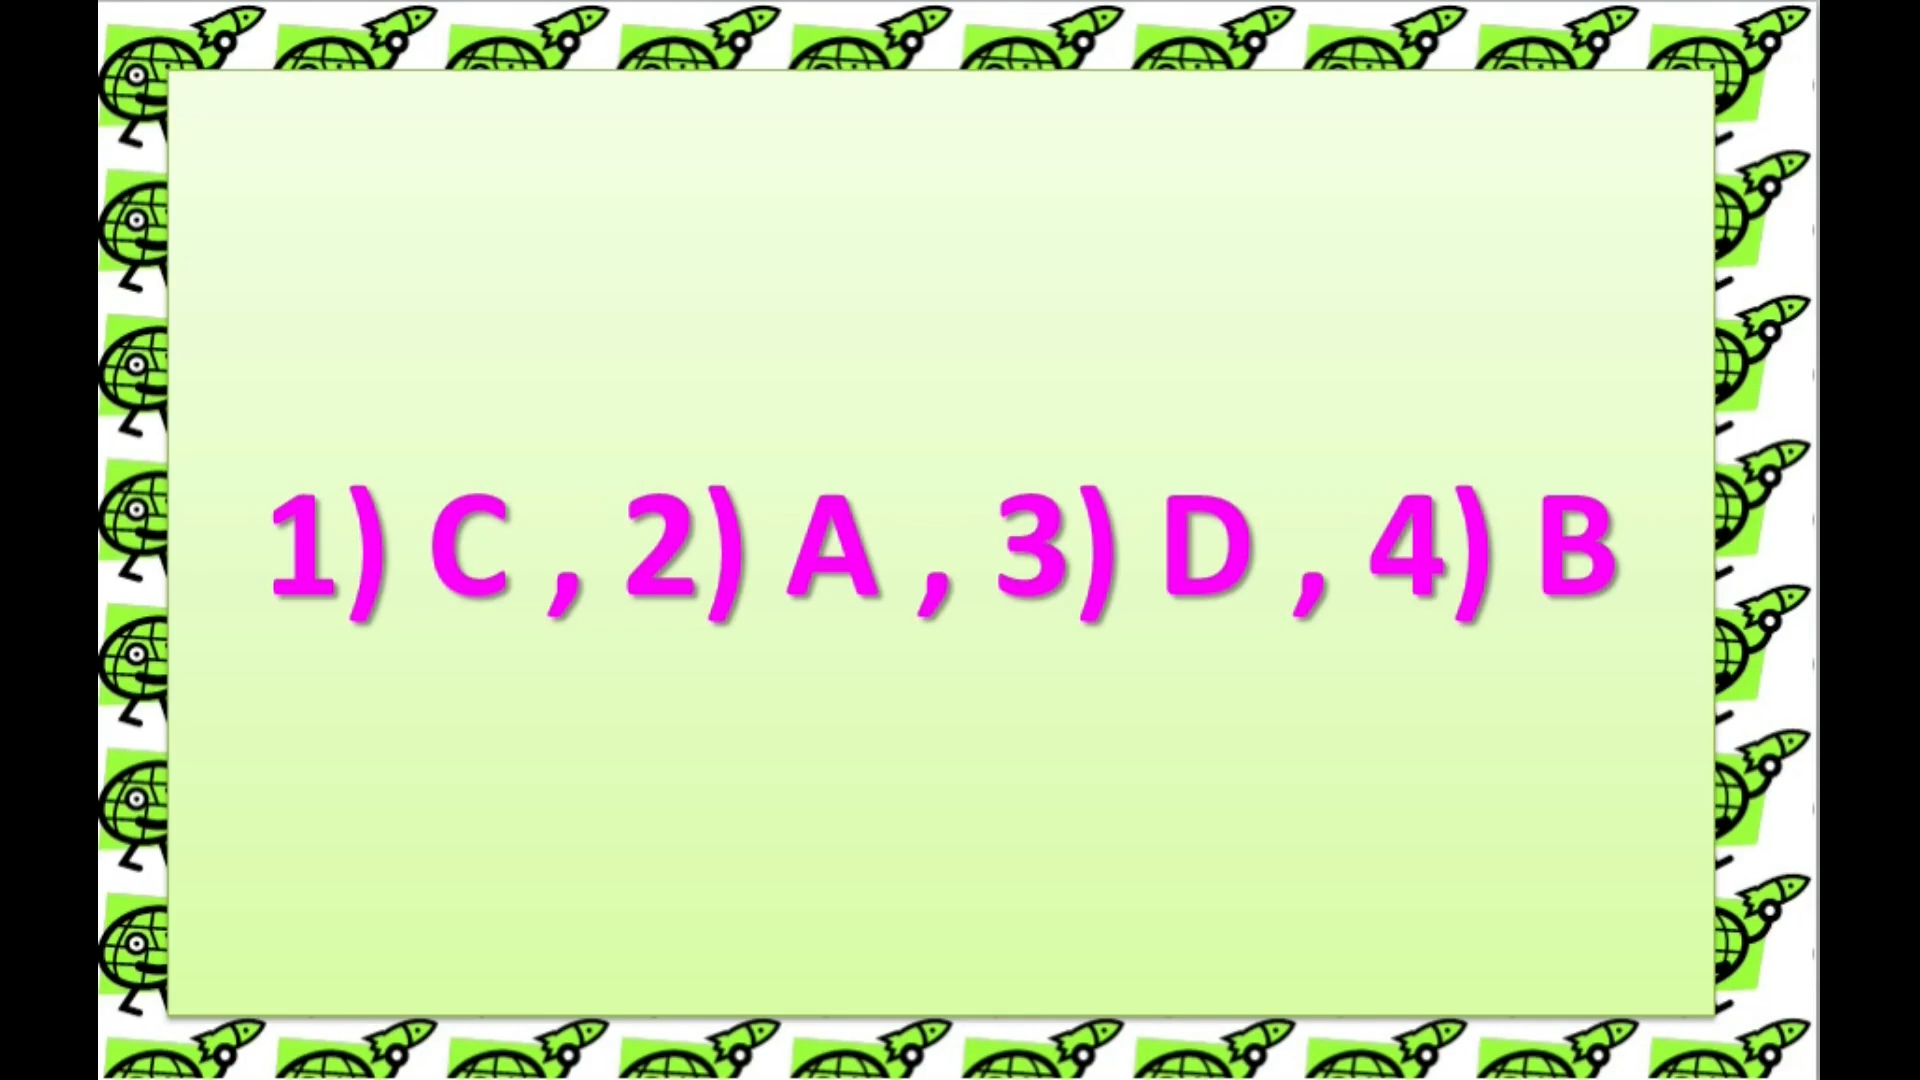 1) C , 2) A , 3) D , 4) B